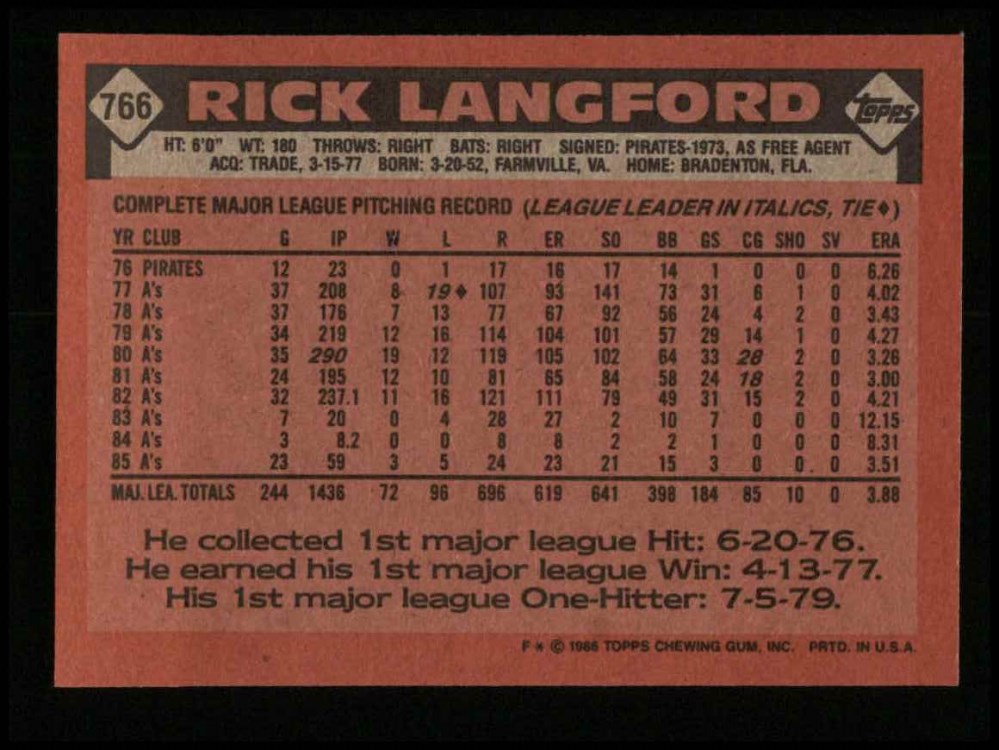 766 RICK LANGFORD TOPPS
HT: 6'0" WT: 180 THROWS: RIGHT BATS: RIGHT SIGNED: PIRATES-1973, AS FREE AGENT
ACQ: TRADE, 3-15-77 BORN: 3-20-52, FARMVILLE, VA. HOME: BRADENTON, FLA.
COMPLETE MAJOR LEAGUE PITCHING RECORD (LEAGUE LEADER IN ITALICS, TIE♦)
YR CLUB G IP W L R ER SO BB GS CG SHO SV ERA
76 PIRATES 12 23 0 1 17 16 17 14 1 0 0 0 6.26
77 A's 37 208 8 19♦ 107 93 141 73 31 6 1 0 4.02
78 A's 37 176 7 13 77 67 92 56 24 4 2 0 3.43
79 A's 34 219 12 16 114 104 101 57 29 14 1 0 4.27
80 A's 35 290 19 12 119 105 102 64 33 28 2 0 3.26
81 A's 24 195 12 10 81 65 84 58 24 18 2 0 3.00
82 A's 32 237.1 11 16 121 111 79 49 31 15 2 0 4.21
83 A's 7 20 0 4 28 27 2 10 7 0 0 0 12.15
84 A's 3 8.2 0 0 8 8 2 2 1 0 0 0 8.31
85 A's 23 59 3 5 24 23 21 15 3 0 0 0 3.51
MAJ. LEA. TOTALS 244 1436 72 96 696 619 641 398 184 85 10 0 3.88
He collected 1st major league Hit: 6-20-76.
He earned his 1st major league Win: 4-13-77.
His 1st major league One-Hitter: 7-5-79.
F * © 1986 TOPPS CHEWING GUM, INC. PRTD. IN U.S.A.